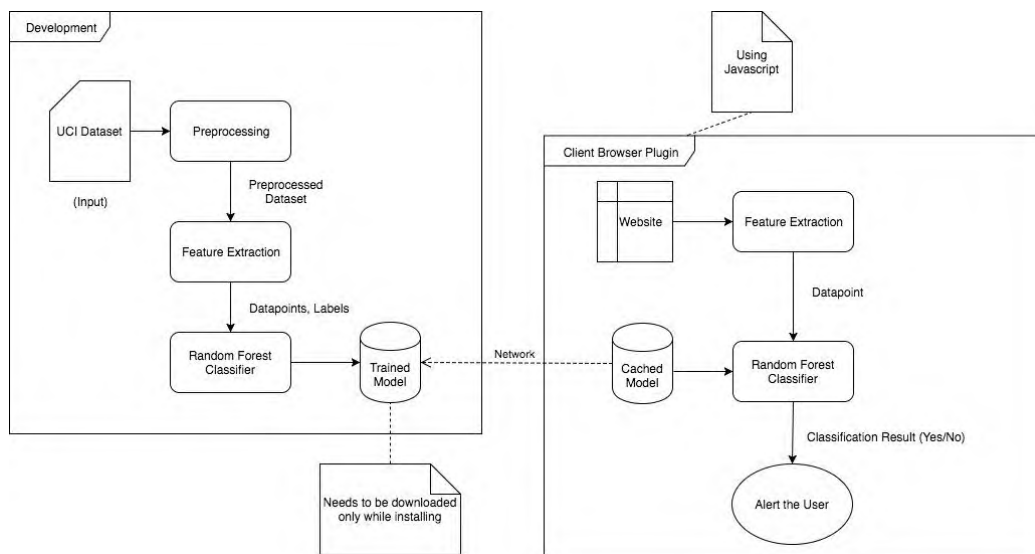 Development
UCI Dataset
(Input)
Preprocessing
Preprocessed
Dataset
Feature Extraction
Datapoints, Labels
Random Forest
Classifier
Trained
Model
Needs to be downloaded
only while installing
Network
Using
Javascript
Client Browser Plugin
Website
Feature Extraction
Datapoint
Cached
Model
Random Forest
Classifier
Classification Result (Yes/No)
Alert the User